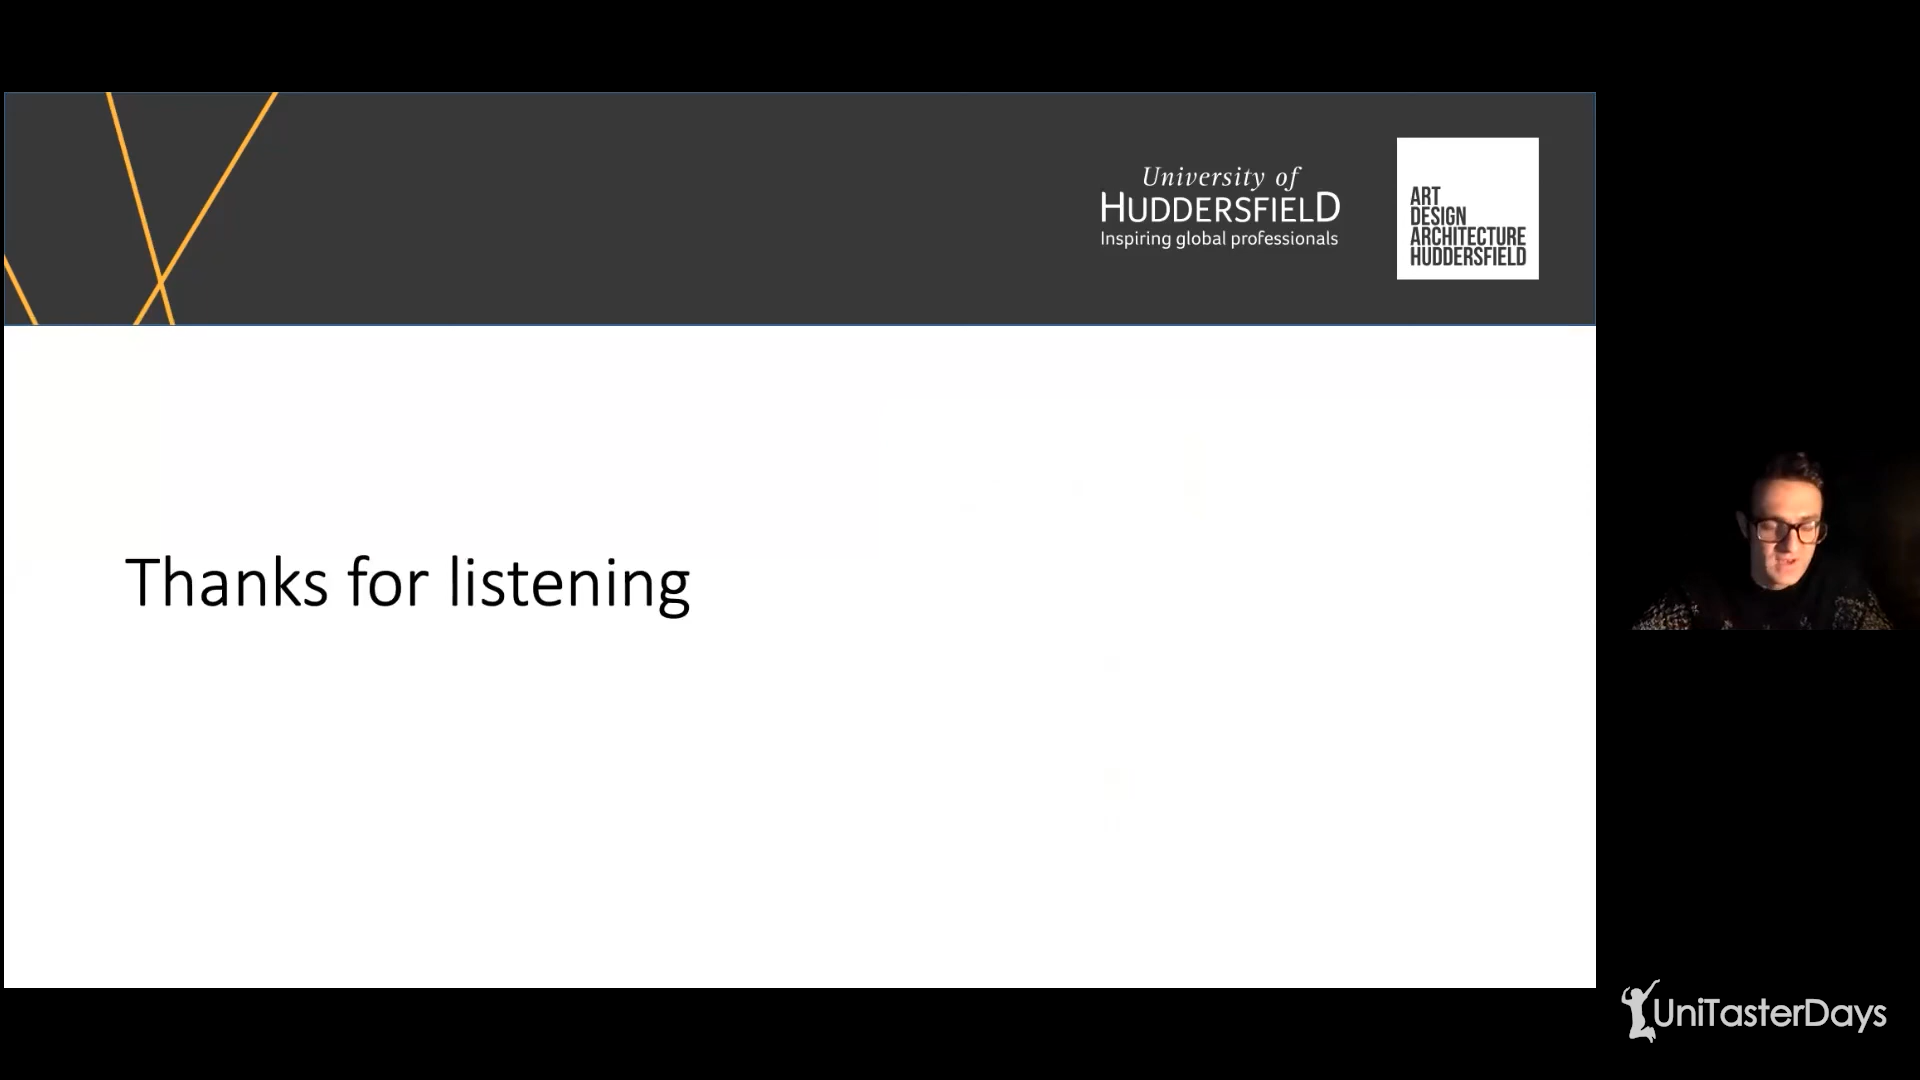 University of
HUDDERSFIELD
Inspiring global professionals
ART
DESIGN
ARCHITECTURE
HUDDERSFIELD
Thanks for listening
UniTasterDays